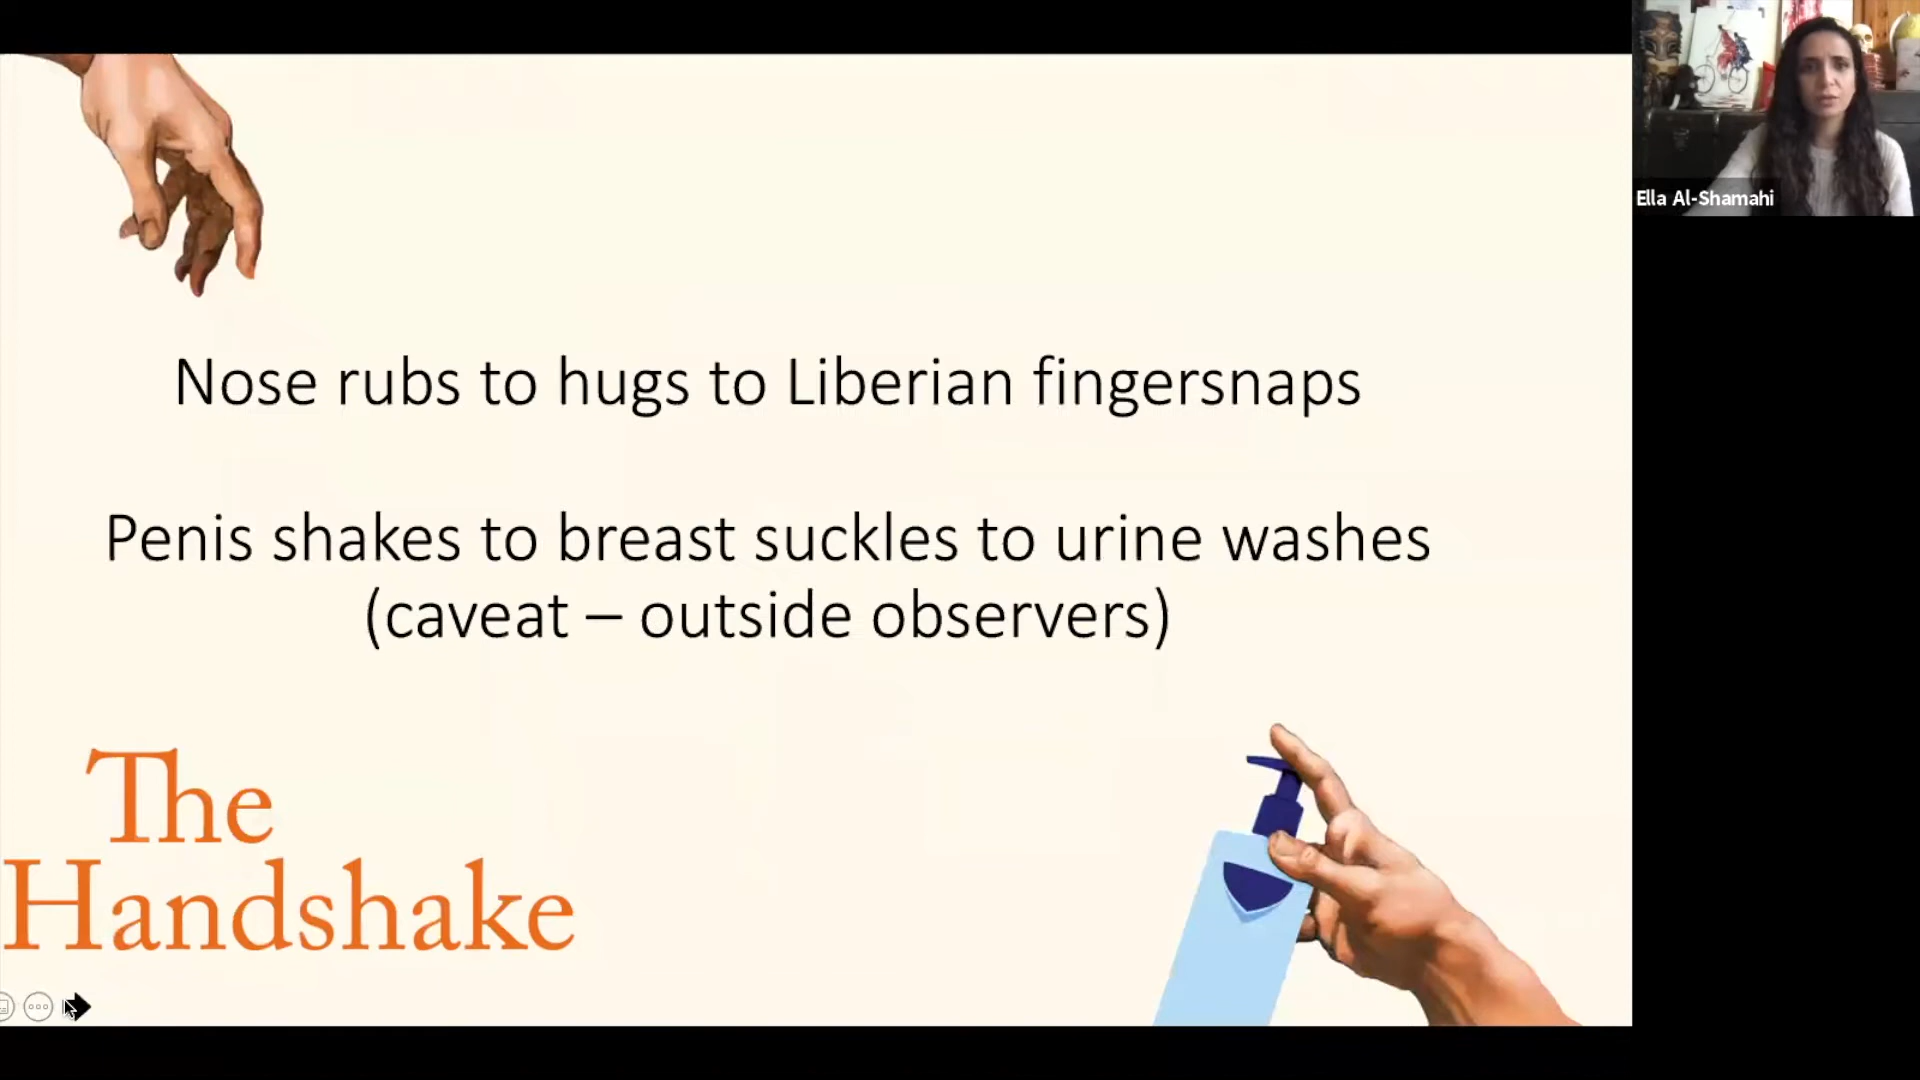 Nose rubs to hugs to Liberian fingersnaps
Penis shakes to breast suckles to urine washes
(caveat – outside observers)
The
Handshake
Ella Al-Shamahi